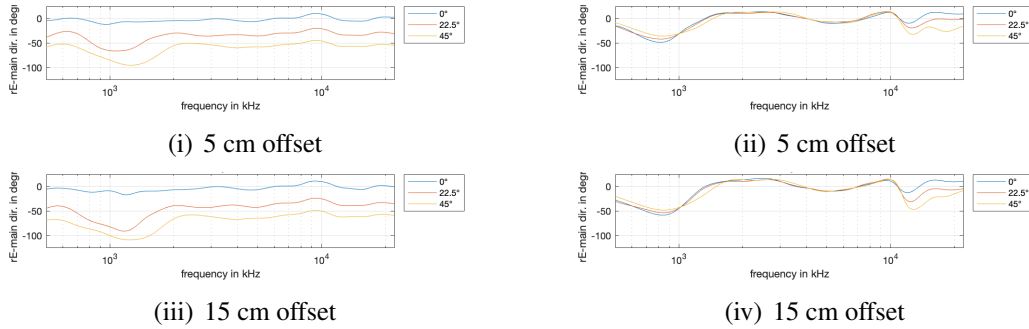 rE-main dir. in degr
0
-50
-100
10³
10⁴
frequency in kHz
0°
22.5°
45°
(i) 5 cm offset
rE-main dir. in degr
0
-50
-100
10³
10⁴
frequency in kHz
0°
22.5°
45°
(ii) 5 cm offset
rE-main dir. in degr
0
-50
-100
10³
10⁴
frequency in kHz
0°
22.5°
45°
(iii) 15 cm offset
rE-main dir. in degr
0
-50
-100
10³
10⁴
frequency in kHz
0°
22.5°
45°
(iv) 15 cm offset